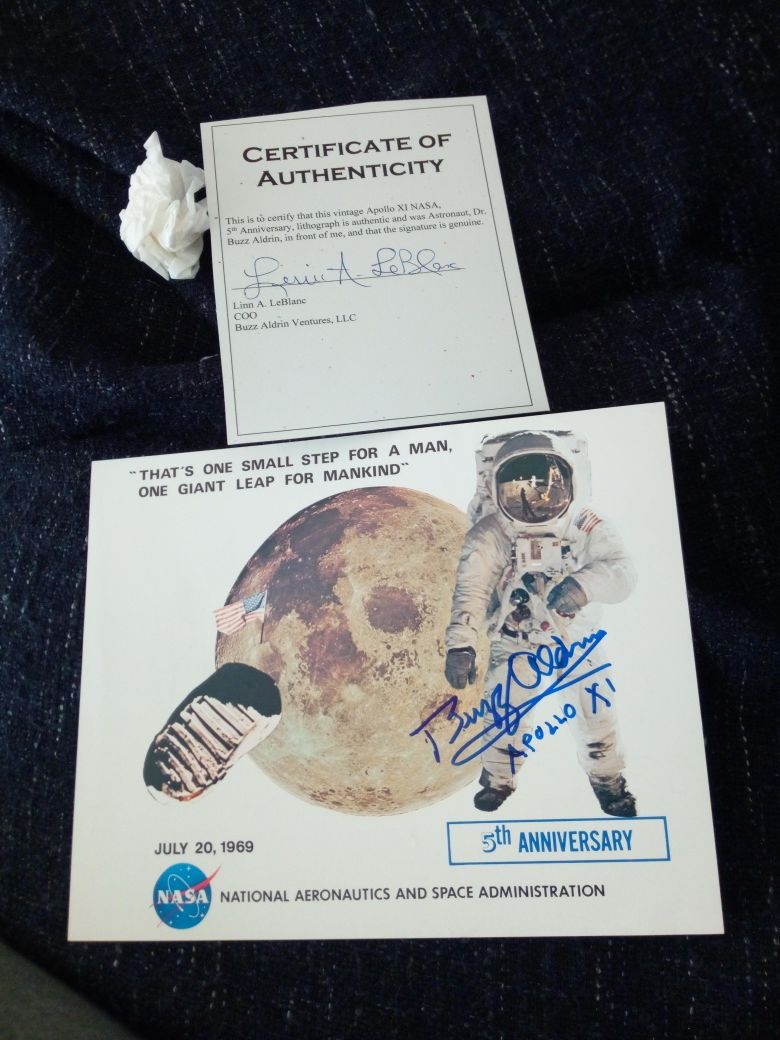 CERTIFICATE OF
AUTHENTICITY
This is to certify that this vintage Apollo XI NASA,
5th Anniversary, lithograph is authentic and was Astronaut, Dr.
Buzz Aldrin, in front of me, and that the signature is genuine.
Linn A. LeBlanc
Linn A. LeBlanc
COO
Buzz Aldrin Ventures, LLC
"THAT'S ONE SMALL STEP FOR A MAN,
ONE GIANT LEAP FOR MANKIND"
Buzz Aldrin
APOLLO XI
5th ANNIVERSARY
JULY 20, 1969
NASA NATIONAL AERONAUTICS AND SPACE ADMINISTRATION